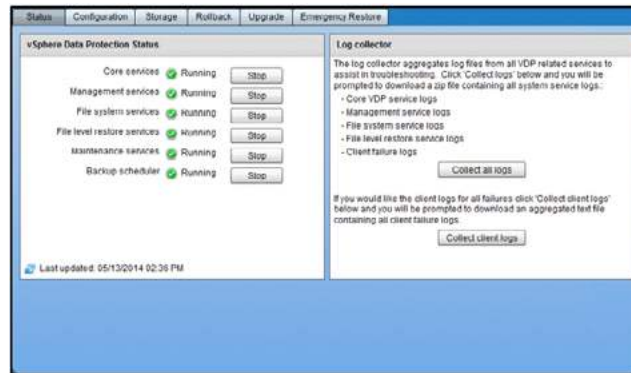 Status Configuration Storage Rollback Upgrade Emergency Restore
vSphere Data Protection Status
Core services Running Stop
Management services Running Stop
File system services Running Stop
File level restore services Running Stop
Maintenance services Running Stop
Backup scheduler Running Stop
Last updated: 05/13/2014 02:36 PM
Log collector
The log collector aggregates log files from all VDP related services to
assist in troubleshooting. Click 'Collect logs' below and you will be
prompted to download a zip file containing all system service logs.:
- Core VDP service logs
- Management service logs
- File system service logs
- File level restore service logs
- Client failure logs
Collect all logs
If you would like the client logs for all failures click 'Collect client logs'
below and you will be prompted to download an aggregated text file
containing all client failure logs.
Collect client logs